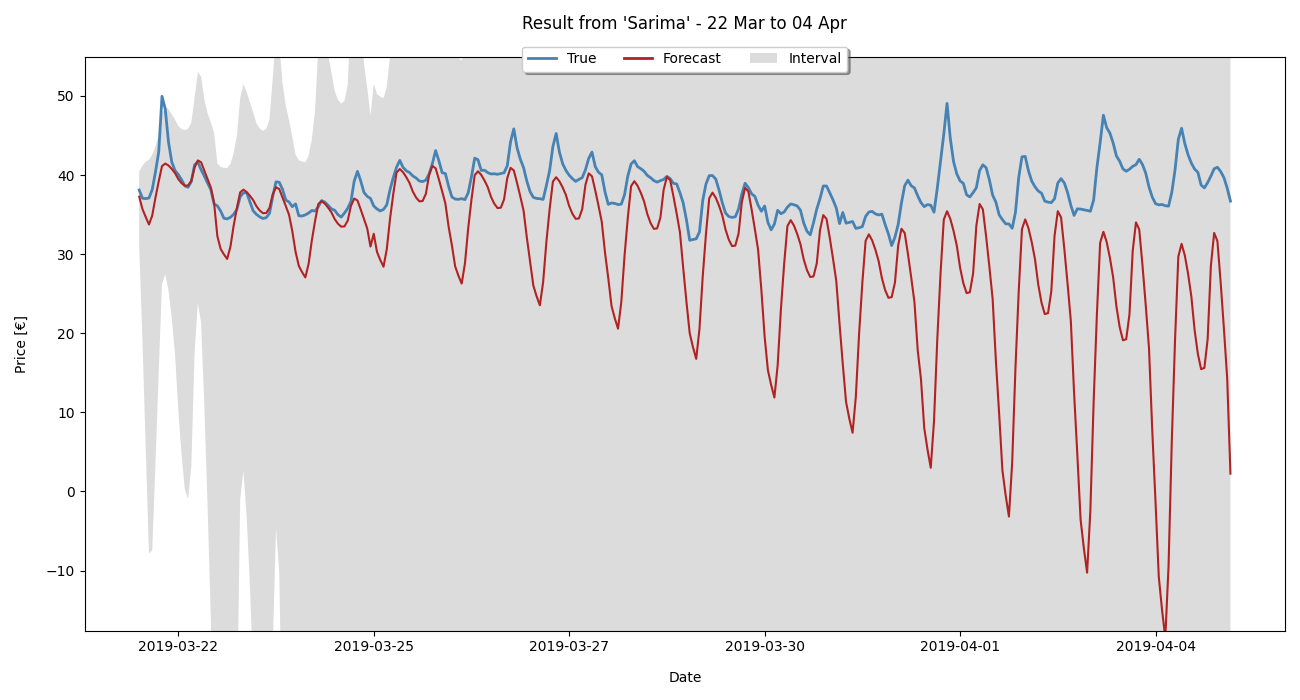 Result from 'Sarima' - 22 Mar to 04 Apr
True Forecast Interval
Price [€]
50
40
30
20
10
0
−10
2019-03-22 2019-03-25 2019-03-27 2019-03-30 2019-04-01 2019-04-04
Date